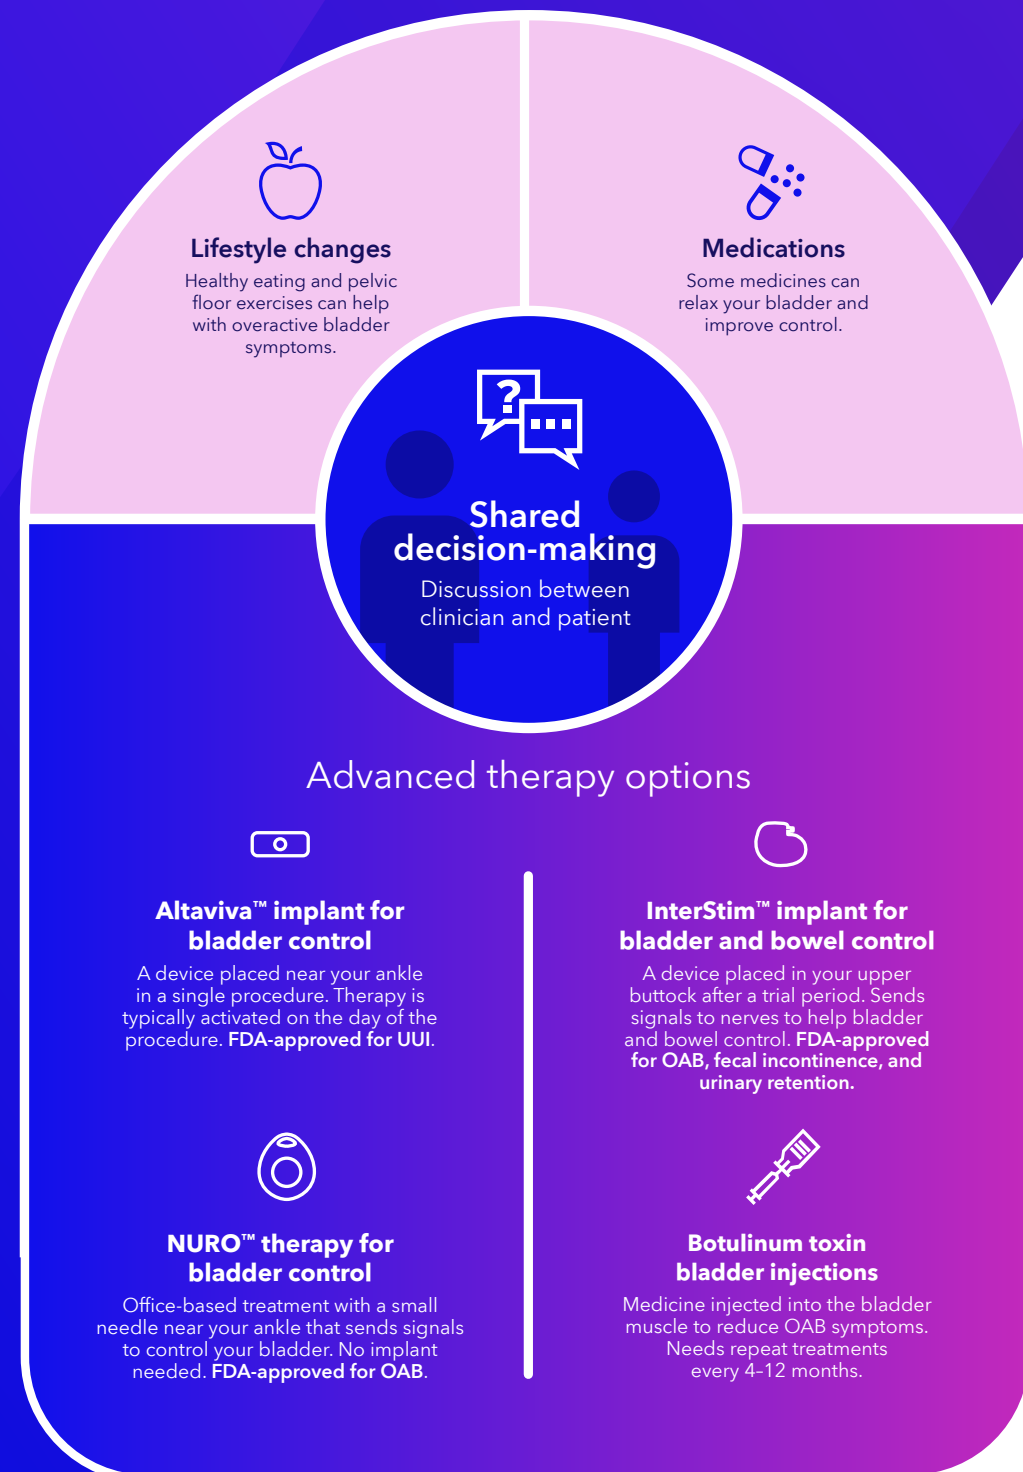 Lifestyle changes
Healthy eating and pelvic
floor exercises can help
with overactive bladder
symptoms.
Medications
Some medicines can
relax your bladder and
improve control.
?
Shared
decision-making
Discussion between
clinician and patient
Advanced therapy options
Altaviva™ implant for
bladder control
A device placed near your ankle
in a single procedure. Therapy is
typically activated on the day of the
procedure. FDA-approved for UUI.
InterStim™ implant for
bladder and bowel control
A device placed in your upper
buttock after a trial period. Sends
signals to nerves to help bladder
and bowel control. FDA-approved
for OAB, fecal incontinence, and
urinary retention.
NURO™ therapy for
bladder control
Office-based treatment with a small
needle near your ankle that sends signals
to control your bladder. No implant
needed. FDA-approved for OAB.
Botulinum toxin
bladder injections
Medicine injected into the bladder
muscle to reduce OAB symptoms.
Needs repeat treatments
every 4–12 months.